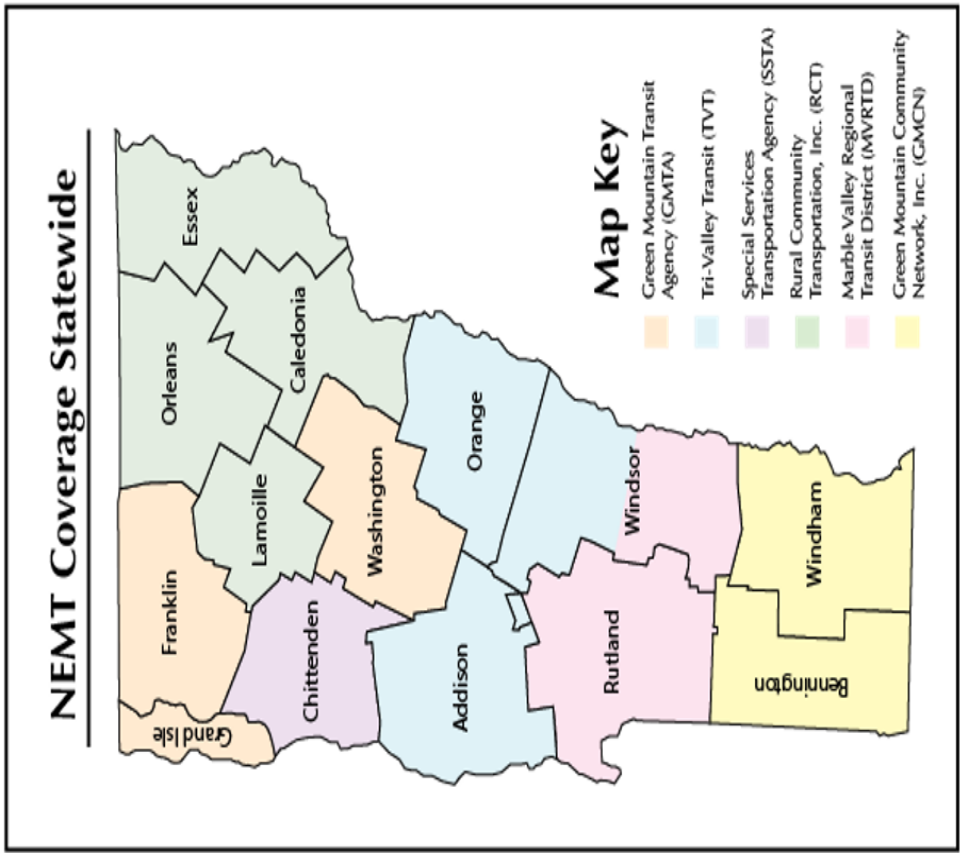 NEMT Coverage Statewide
Essex
Orleans
Caledonia
Franklin
Lamoille
Grand Isle
Washington
Chittenden
Orange
Addison
Windsor
Rutland
Windham
Bennington
Map Key
Green Mountain Transit
Agency (GMTA)
Tri-Valley Transit (TVT)
Special Services
Transportation Agency (SSTA)
Rural Community
Transportation, Inc. (RCT)
Marble Valley Regional
Transit District (MVRTD)
Green Mountain Community
Network, Inc. (GMCN)